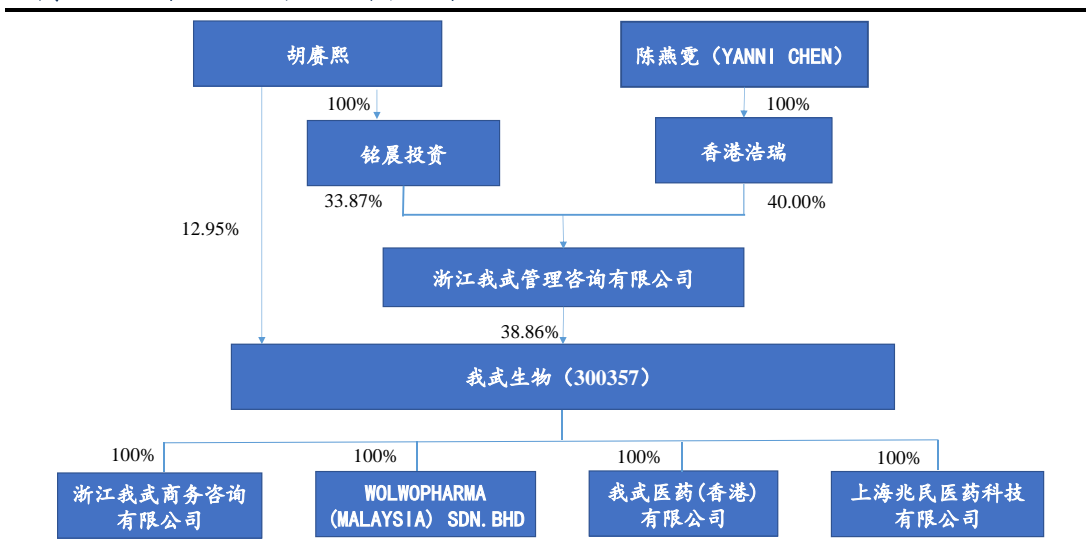 胡赓熙
陈燕霓（YANNI CHEN）
100%
100%
铭晨投资
香港浩瑞
33.87%
40.00%
12.95%
浙江我武管理咨询有限公司
38.86%
我武生物（300357）
100%
100%
100%
100%
浙江我武商务咨询
有限公司
WOLWOPHARMA
(MALAYSIA) SDN.BHD
我武医药(香港)
有限公司
上海兆民医药科技
有限公司